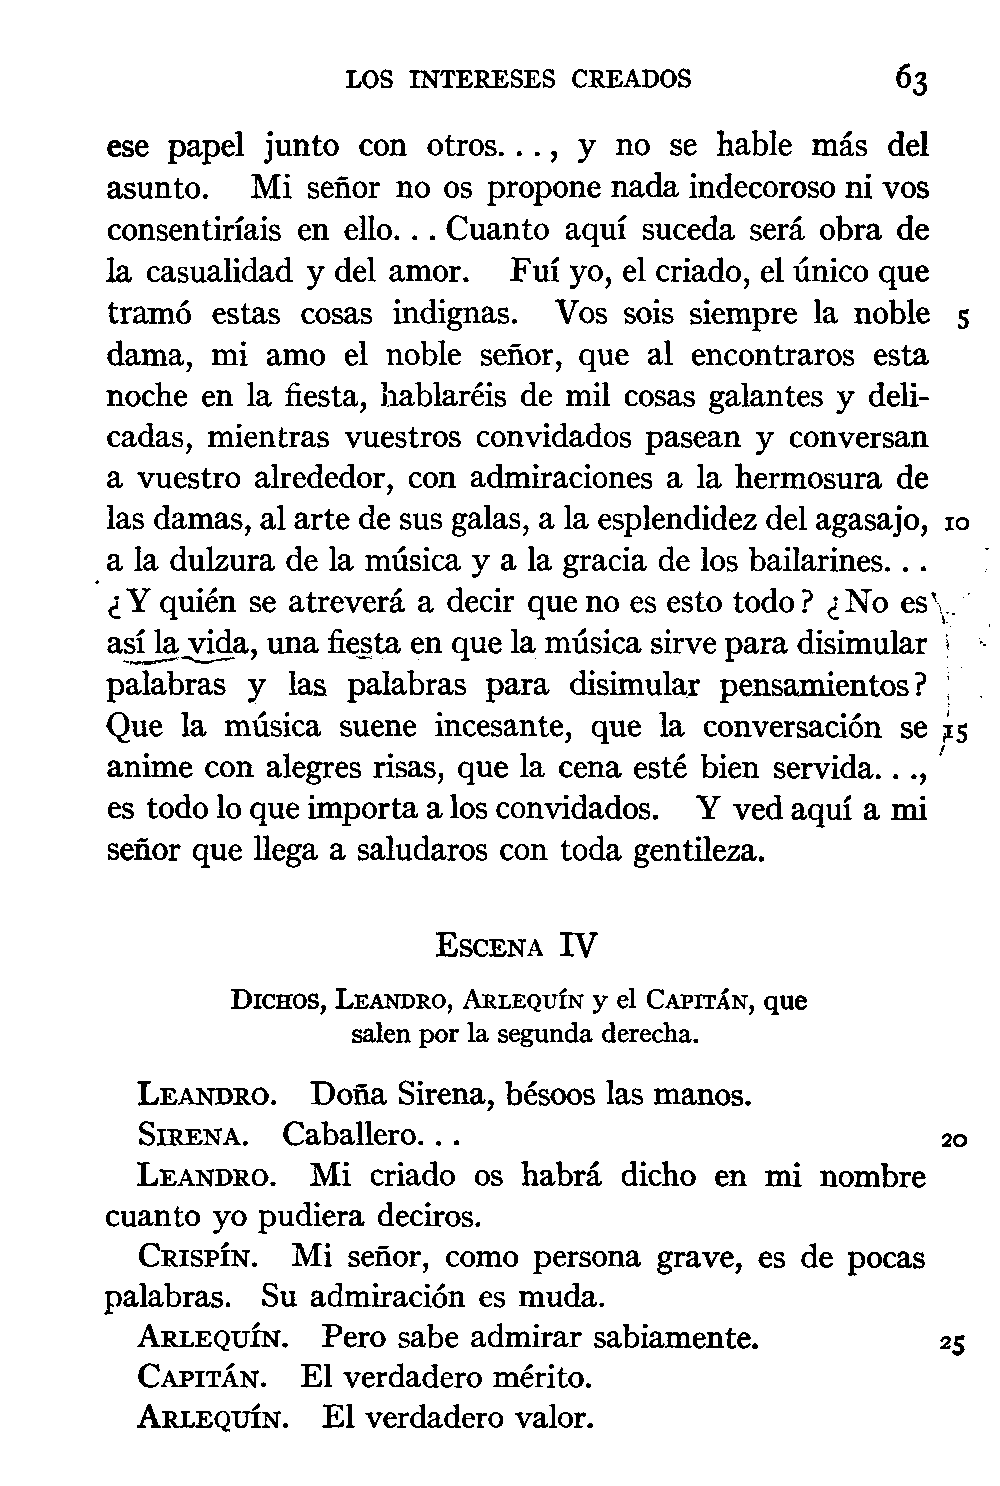 LOS INTERESES CREADOS 63
ese papel junto con otros. . . , y no se hable más del
asunto. Mi señor no os propone nada indecoroso ni vos
consentiríais en ello. . . Cuanto aquí suceda será obra de
la casualidad y del amor. Fuí yo, el criado, el único que
tramó estas cosas indignas. Vos sois siempre la noble 5
dama, mi amo el noble señor, que al encontraros esta
noche en la fiesta, hablaréis de mil cosas galantes y deli-
cadas, mientras vuestros convidados pasean y conversan
a vuestro alrededor, con admiraciones a la hermosura de
las damas, al arte de sus galas, a la esplendidez del agasajo, 10
a la dulzura de la música y a la gracia de los bailarines. . .
¿Y quién se atreverá a decir que no es esto todo? ¿No es
así la vida, una fiesta en que la música sirve para disimular
palabras y las palabras para disimular pensamientos?
Que la música suene incesante, que la conversación se 15
anime con alegres risas, que la cena esté bien servida. . .,
es todo lo que importa a los convidados. Y ved aquí a mi
señor que llega a saludaros con toda gentileza.
ESCENA IV
DICHOS, LEANDRO, ARLEQUÍN y el CAPITÁN, que
salen por la segunda derecha.
LEANDRO. Doña Sirena, bésoos las manos.
SIRENA. Caballero. . . 20
LEANDRO. Mi criado os habrá dicho en mi nombre
cuanto yo pudiera deciros.
CRISPÍN. Mi señor, como persona grave, es de pocas
palabras. Su admiración es muda.
ARLEQUÍN. Pero sabe admirar sabiamente. 25
CAPITÁN. El verdadero mérito.
ARLEQUÍN. El verdadero valor.